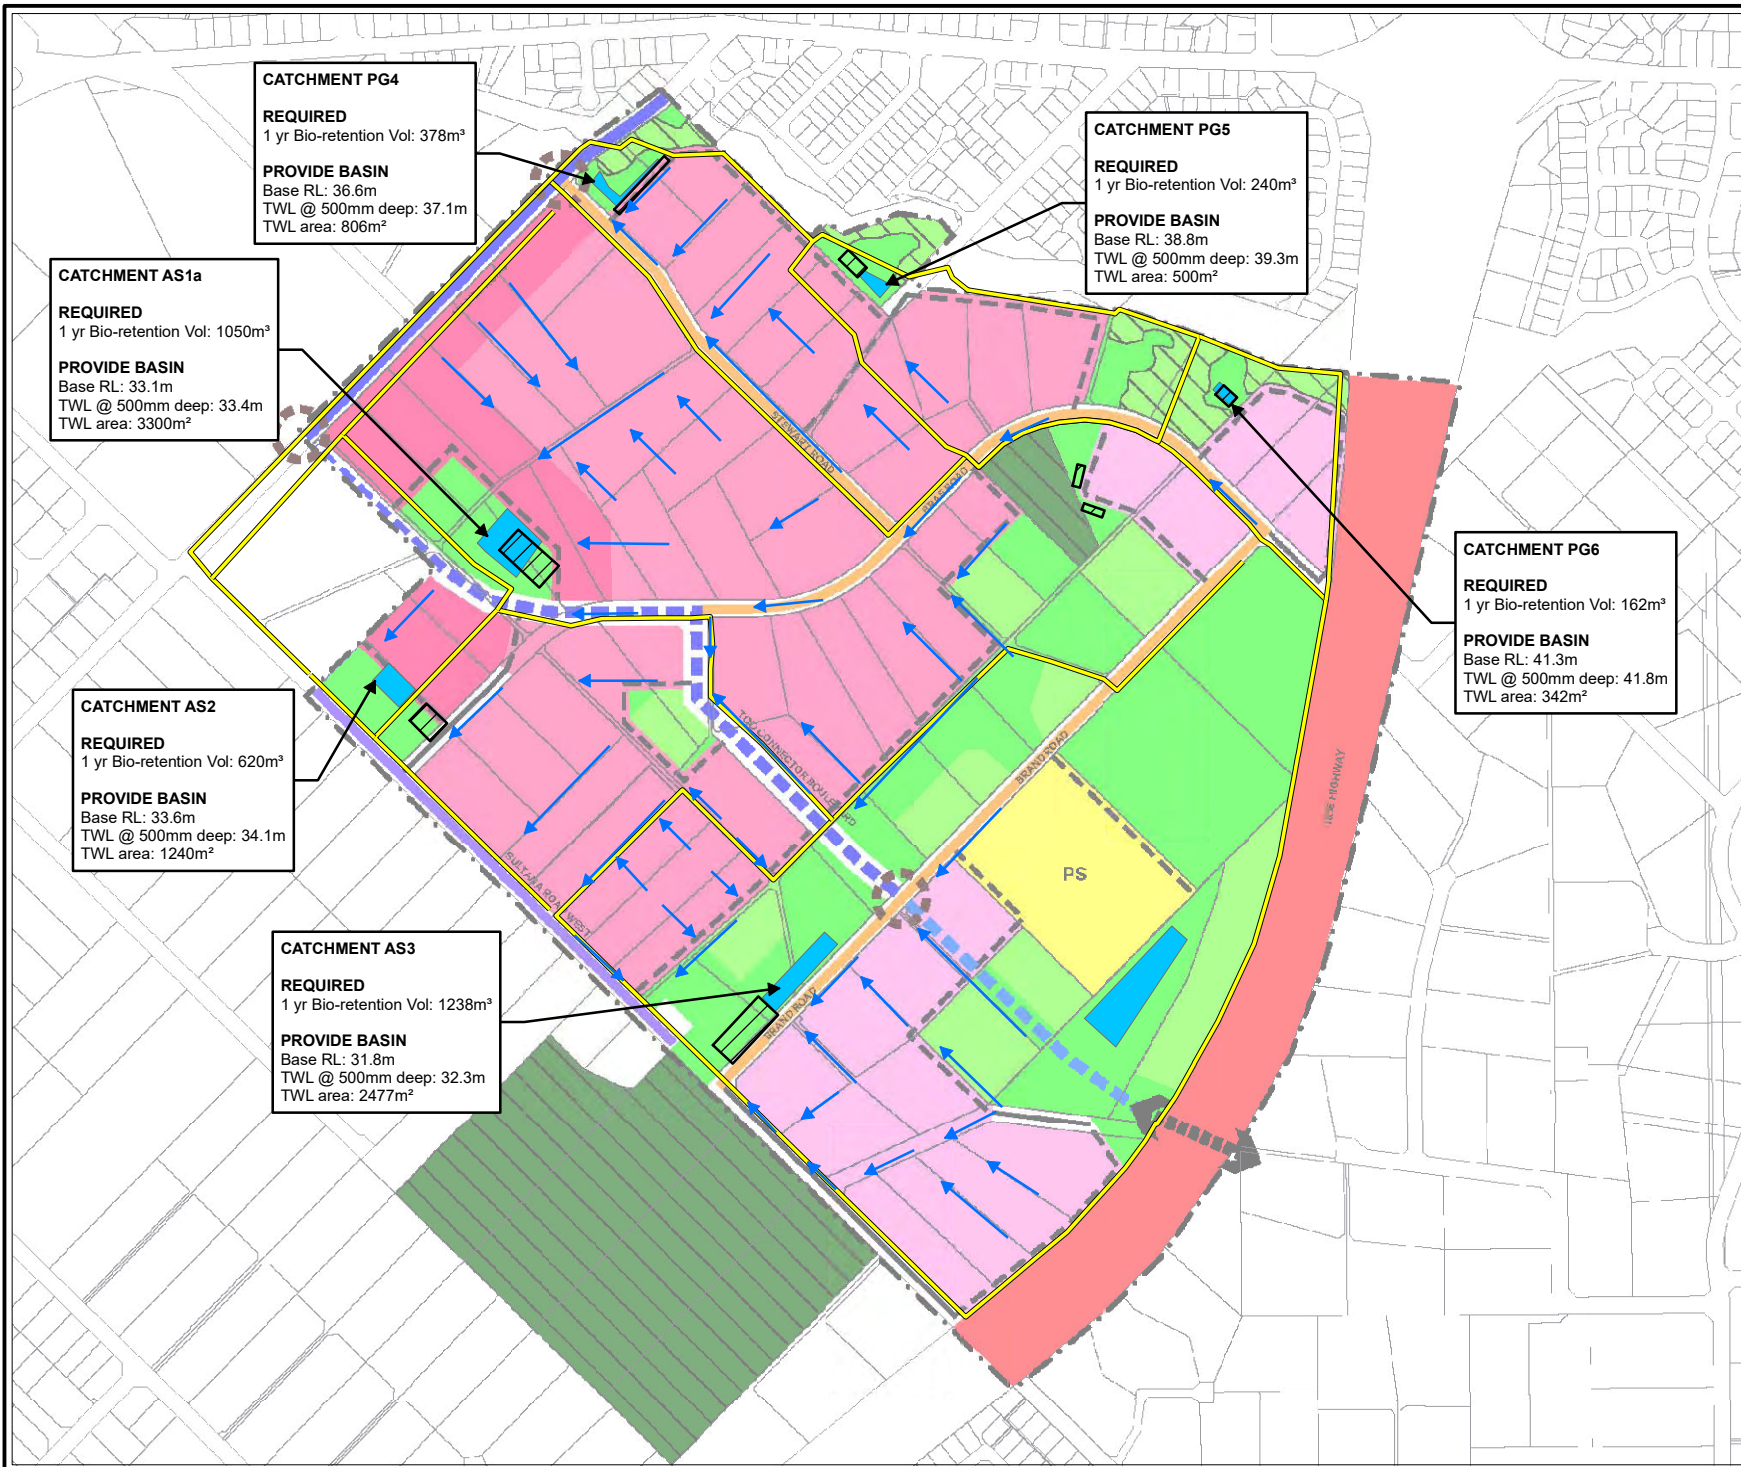 CATCHMENT PG4
REQUIRED
1 yr Bio-retention Vol: 378m³
PROVIDE BASIN
Base RL: 36.6m
TWL @ 500mm deep: 37.1m
TWL area: 806m²
CATCHMENT PG5
REQUIRED
1 yr Bio-retention Vol: 240m³
PROVIDE BASIN
Base RL: 38.8m
TWL @ 500mm deep: 39.3m
TWL area: 500m²
CATCHMENT AS1a
REQUIRED
1 yr Bio-retention Vol: 1050m³
PROVIDE BASIN
Base RL: 33.1m
TWL @ 500mm deep: 33.4m
TWL area: 3300m²
STEWART ROAD
BRAE ROAD
CATCHMENT PG6
REQUIRED
1 yr Bio-retention Vol: 162m³
PROVIDE BASIN
Base RL: 41.3m
TWL @ 500mm deep: 41.8m
TWL area: 342m²
CATCHMENT AS2
REQUIRED
1 yr Bio-retention Vol: 620m³
PROVIDE BASIN
Base RL: 33.6m
TWL @ 500mm deep: 34.1m
TWL area: 1240m²
CONNECTOR
BRAND ROAD
HIGHWAY
PS
SULTANA ROAD WEST
CATCHMENT AS3
REQUIRED
1 yr Bio-retention Vol: 1238m³
PROVIDE BASIN
Base RL: 31.8m
TWL @ 500mm deep: 32.3m
TWL area: 2477m²
BRAND ROAD